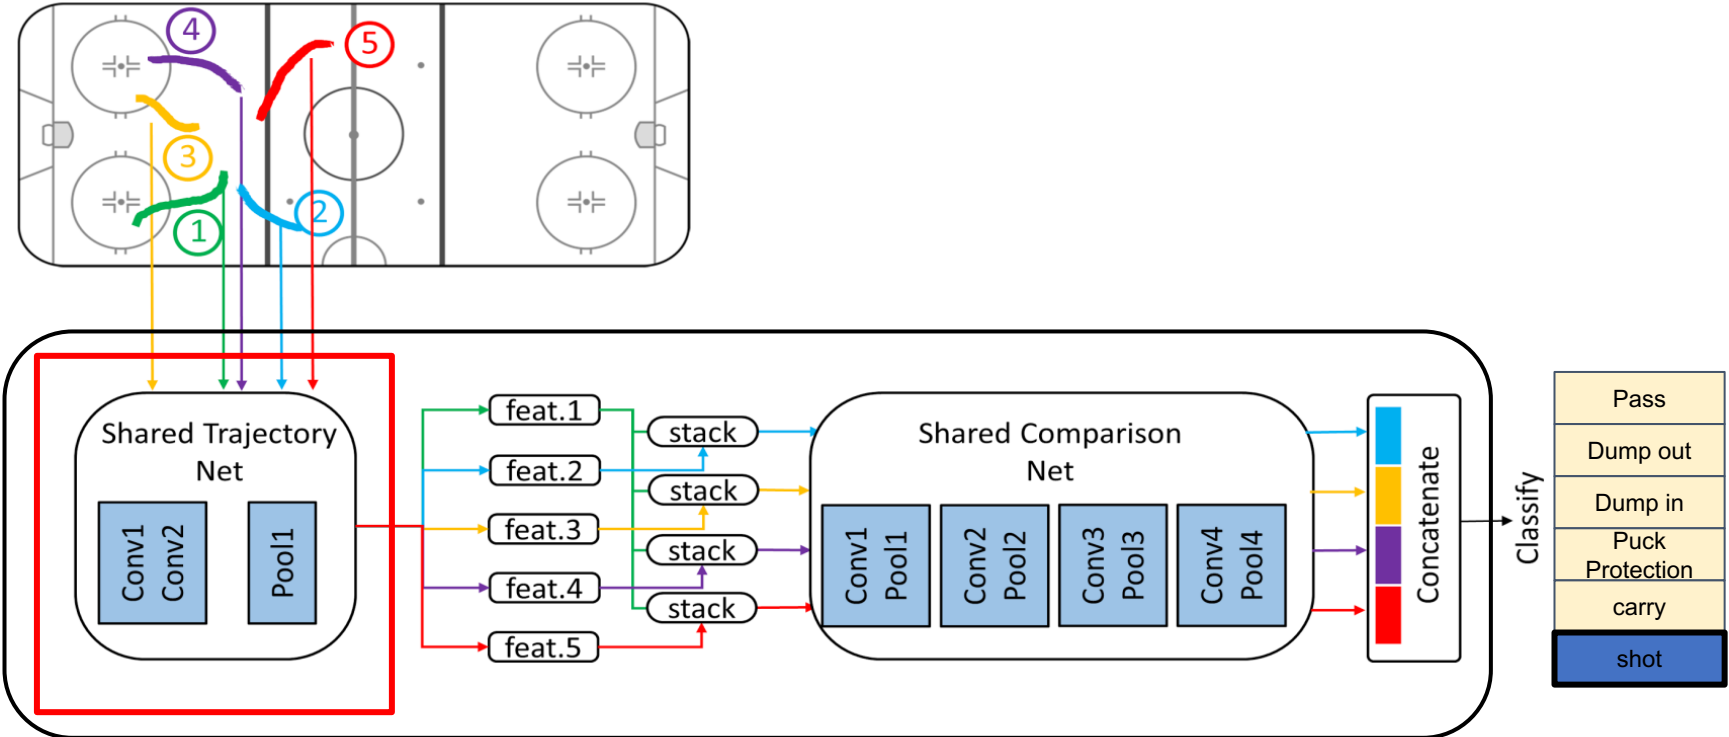 4
5
3
1
2
Shared Trajectory
Net
Conv1
Conv2
Pool1
feat.1
feat.2
feat.3
feat.4
feat.5
stack
stack
stack
stack
Shared Comparison
Net
Conv1
Pool1
Conv2
Pool2
Conv3
Pool3
Conv4
Pool4
Concatenate
Classify
Pass
Dump out
Dump in
Puck
Protection
carry
shot